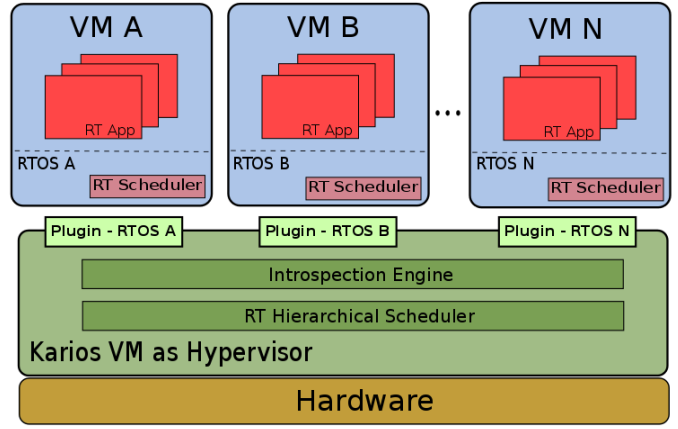 VM A
VM B
VM N
RT App
RT App
RT App
...
RTOS A
RTOS B
RTOS N
RT Scheduler
RT Scheduler
RT Scheduler
Plugin - RTOS A
Plugin - RTOS B
Plugin - RTOS N
Introspection Engine
RT Hierarchical Scheduler
Karios VM as Hypervisor
Hardware